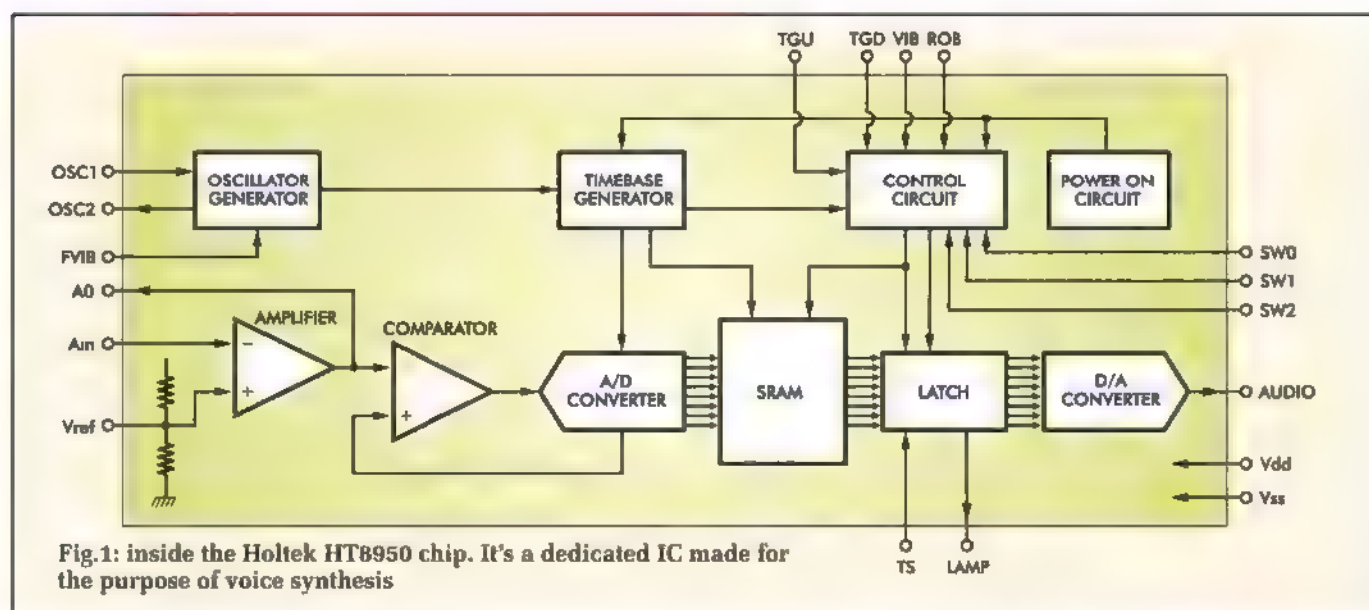 TGU TGD VIB ROB
OSC1
OSC2
FVIB
A0
Ain
Vref
OSCILLATOR
GENERATOR
TIMEBASE
GENERATOR
CONTROL
CIRCUIT
POWER ON
CIRCUIT
SW0
SW1
SW2
AMPLIFIER
−
+
COMPARATOR
−
+
A/D
CONVERTER
SRAM
LATCH
D/A
CONVERTER
AUDIO
Vdd
Vss
TS LAMP
Fig.1: inside the Holtek HT8950 chip. It's a dedicated IC made for
the purpose of voice synthesis